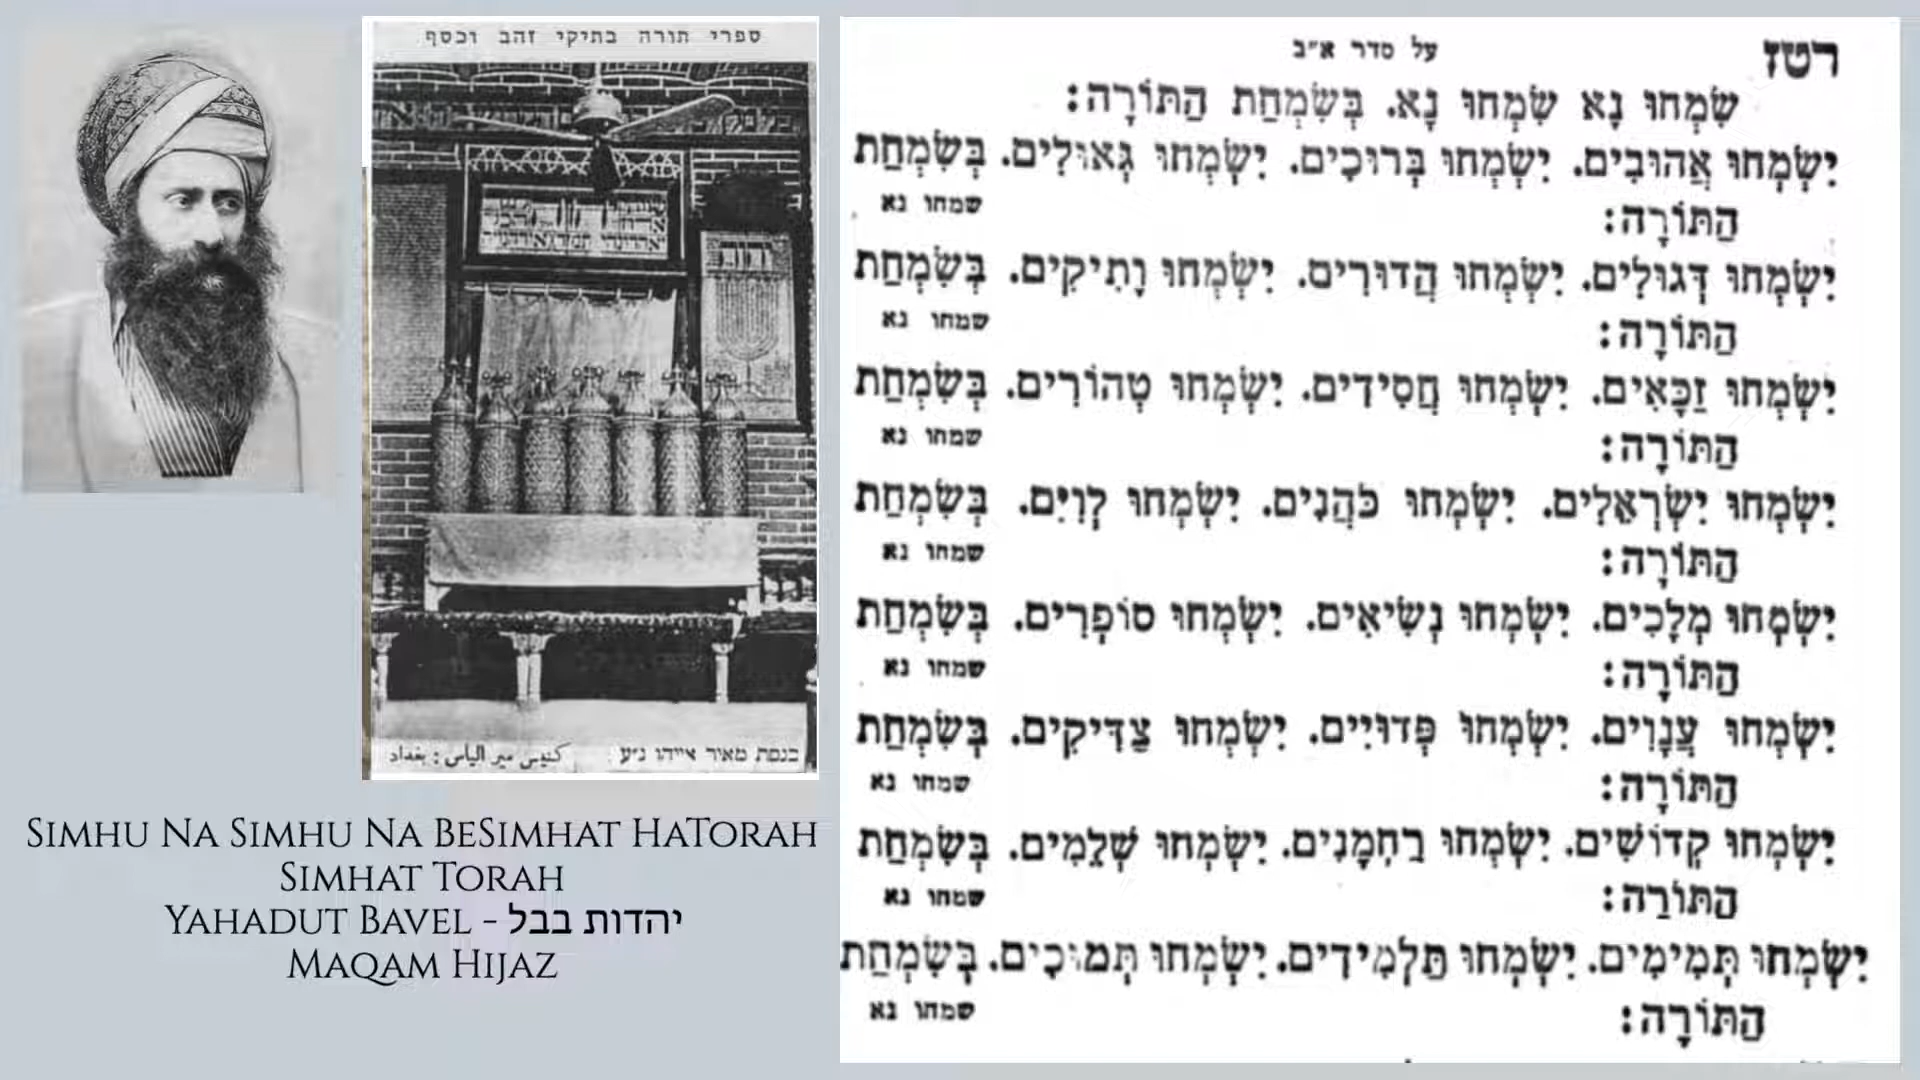 ספרי תורה בתיקי זהב וכסף
כנסת מאיר אייהו נ״ע : كنيس مير الياس : بغداد
SIMHU NA SIMHU NA BESIMHAT HATORAH
SIMHAT TORAH
YAHADUT BAVEL - יהדות בבל
MAQAM HIJAZ
רטז
על סדר א״ב
שִׂמְחוּ נָא שִׂמְחוּ נָא. בְּשִׂמְחַת הַתּוֹרָה:
יִשְׂמְחוּ אֲהוּבִים. יִשְׂמְחוּ בְּרוּכִים. יִשְׂמְחוּ גְּאוּלִים. בְּשִׂמְחַת
הַתּוֹרָה: שמחו נא
יִשְׂמְחוּ דְּגוּלִים. יִשְׂמְחוּ הֲדוּרִים. יִשְׂמְחוּ וָתִיקִים. בְּשִׂמְחַת
הַתּוֹרָה: שמחו נא
יִשְׂמְחוּ זַכָּאִים. יִשְׂמְחוּ חֲסִידִים. יִשְׂמְחוּ טְהוֹרִים. בְּשִׂמְחַת
הַתּוֹרָה: שמחו נא
יִשְׂמְחוּ יִשְׂרְאֵלִים. יִשְׂמְחוּ כֹּהֲנִים. יִשְׂמְחוּ לְוִיִּם. בְּשִׂמְחַת
הַתּוֹרָה: שמחו נא
יִשְׂמְחוּ מְלָכִים. יִשְׂמְחוּ נְשִׂיאִים. יִשְׂמְחוּ סוֹפְרִים. בְּשִׂמְחַת
הַתּוֹרָה: שמחו נא
יִשְׂמְחוּ עֲנָוִים. יִשְׂמְחוּ פְּדוּיִים. יִשְׂמְחוּ צַדִּיקִים. בְּשִׂמְחַת
הַתּוֹרָה: שמחו נא
יִשְׂמְחוּ קְדוֹשִׁים. יִשְׂמְחוּ רַחֲמָנִים. יִשְׂמְחוּ שְׁלֵמִים. בְּשִׂמְחַת
הַתּוֹרַה: שמחו נא
יִשְׂמְחוּ תְּמִימִים. יִשְׂמְחוּ תַּלְמִידִים. יִשְׂמְחוּ תְּמוּכִים. בְּשִׂמְחַת
הַתּוֹרָה: שמחו נא